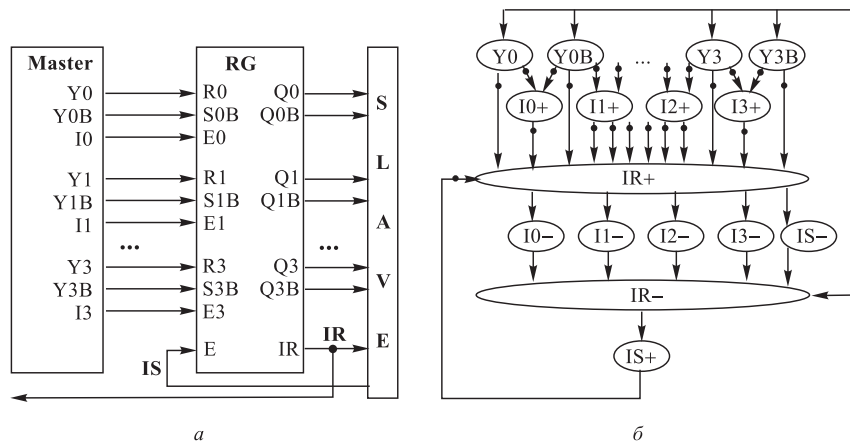 Master
Y0
Y0B
I0
Y1
Y1B
I1
...
Y3
Y3B
I3
RG
R0
S0B
E0
R1
S1B
E1
R3
S3B
E3
E
Q0
Q0B
Q1
Q1B
...
Q3
Q3B
IR
IR
IS
S
L
A
V
E
а
Y0 Y0B ... Y3 Y3B
I0+ I1+ I2+ I3+
IR+
I0– I1– I2– I3– IS–
IR–
IS+
б